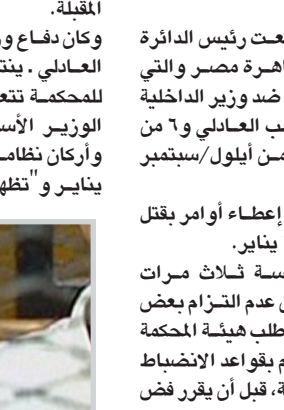 عت رئيس الدائرة
اهرة مصر والتي
ضد وزير الداخلية
ب العادلي و٦ من
من أيلول/سبتمبر
إعطاء أوامر بقتل
يناير.
سة ثلاث مرات
ن عدم التزام بعض
طلب هيئة المحكمة
م بقواعد الانضباط
ة، قبل أن يقرر فض
المقبلة.
وكان دفاع و
العادلي. ينت
للمحكمة تتع
الوزير الأس
وأركان نظامـ
يناير و"تظه